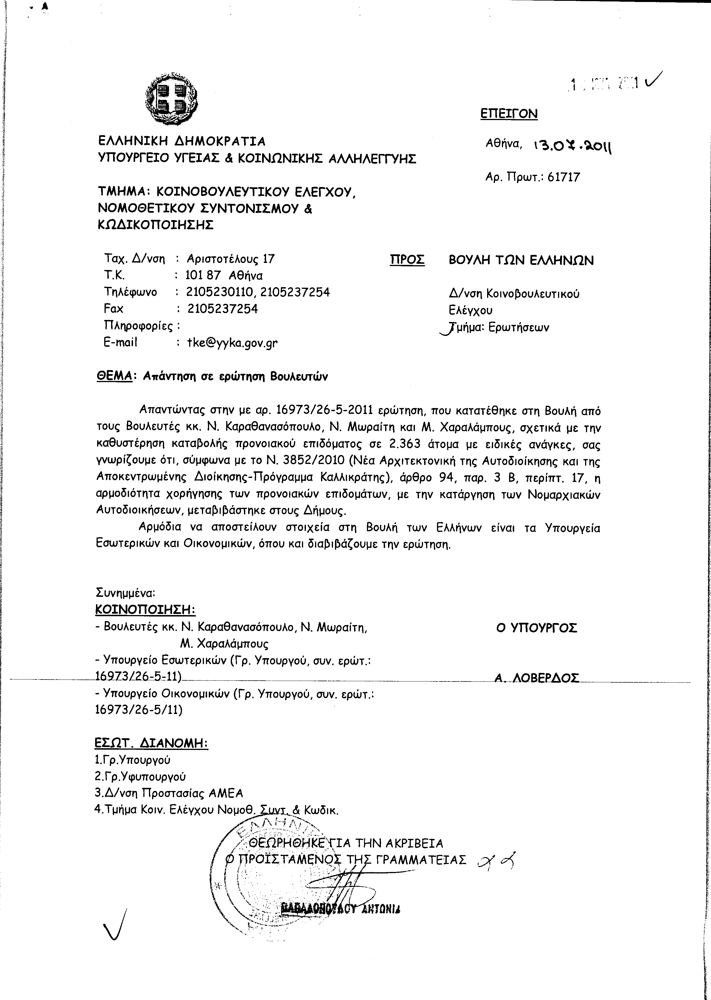 ΕΠΕΙΓΟΝ
ΕΛΛΗΝΙΚΗ ΔΗΜΟΚΡΑΤΙΑ
ΥΠΟΥΡΓΕΙΟ ΥΓΕΙΑΣ & ΚΟΙΝΩΝΙΚΗΣ ΑΛΛΗΛΕΓΓΥΗΣ
Αθήνα, 13.07.2011
Αρ. Πρωτ.: 61717
ΤΜΗΜΑ: ΚΟΙΝΟΒΟΥΛΕΥΤΙΚΟΥ ΕΛΕΓΧΟΥ,
ΝΟΜΟΘΕΤΙΚΟΥ ΣΥΝΤΟΝΙΣΜΟΥ &
ΚΩΔΙΚΟΠΟΙΗΣΗΣ
Ταχ. Δ/νση : Αριστοτέλους 17
Τ.Κ. : 101 87 Αθήνα
Τηλέφωνο : 2105230110, 2105237254
Fax : 2105237254
Πληροφορίες :
E-mail : tke@yyka.gov.gr
ΠΡΟΣ ΒΟΥΛΗ ΤΩΝ ΕΛΛΗΝΩΝ
Δ/νση Κοινοβουλευτικού
Ελέγχου
Τμήμα: Ερωτήσεων
ΘΕΜΑ: Απάντηση σε ερώτηση Βουλευτών
Απαντώντας στην με αρ. 16973/26-5-2011 ερώτηση, που κατατέθηκε στη Βουλή από
τους Βουλευτές κκ. Ν. Καραθανασόπουλο, Ν. Μωραίτη και Μ. Χαραλάμπους, σχετικά με την
καθυστέρηση καταβολής προνοιακού επιδόματος σε 2.363 άτομα με ειδικές ανάγκες, σας
γνωρίζουμε ότι, σύμφωνα με το Ν. 3852/2010 (Νέα Αρχιτεκτονική της Αυτοδιοίκησης και της
Αποκεντρωμένης Διοίκησης-Πρόγραμμα Καλλικράτης), άρθρο 94, παρ. 3 Β, περίπτ. 17, η
αρμοδιότητα χορήγησης των προνοιακών επιδομάτων, με την κατάργηση των Νομαρχιακών
Αυτοδιοικήσεων, μεταβιβάστηκε στους Δήμους.
Αρμόδια να αποστείλουν στοιχεία στη Βουλή των Ελλήνων είναι τα Υπουργεία
Εσωτερικών και Οικονομικών, όπου και διαβιβάζουμε την ερώτηση.
Συνημμένα:
ΚΟΙΝΟΠΟΙΗΣΗ:
- Βουλευτές κκ. Ν. Καραθανασόπουλο, Ν. Μωραίτη,
Μ. Χαραλάμπους
- Υπουργείο Εσωτερικών (Γρ. Υπουργού, συν. ερώτ.:
16973/26-5-11)
- Υπουργείο Οικονομικών (Γρ. Υπουργού, συν. ερώτ.:
16973/26-5/11)
Ο ΥΠΟΥΡΓΟΣ
Α. ΛΟΒΕΡΔΟΣ
ΕΣΩΤ. ΔΙΑΝΟΜΗ:
1.Γρ.Υπουργού
2.Γρ.Υφυπουργού
3.Δ/νση Προστασίας ΑΜΕΑ
4.Τμήμα Κοιν. Ελέγχου Νομοθ. Συντ. & Κωδικ.
ΘΕΩΡΗΘΗΚΕ ΓΙΑ ΤΗΝ ΑΚΡΙΒΕΙΑ
Ο ΠΡΟΪΣΤΑΜΕΝΟΣ ΤΗΣ ΓΡΑΜΜΑΤΕΙΑΣ
ΠΑΠΑΔΟΠΟΥΛΟΥ ΑΝΤΩΝΙΑ